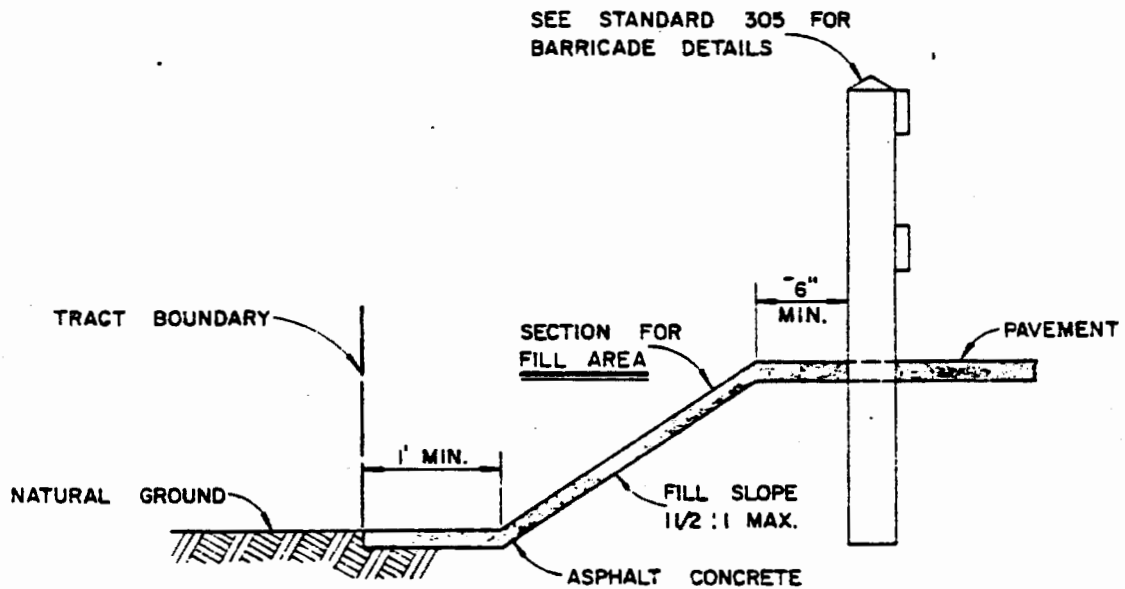 SEE STANDARD 305 FOR
BARRICADE DETAILS
6"
MIN.
TRACT BOUNDARY
SECTION FOR
FILL AREA
PAVEMENT
1' MIN.
NATURAL GROUND
FILL SLOPE
1 1/2 : 1 MAX.
ASPHALT CONCRETE